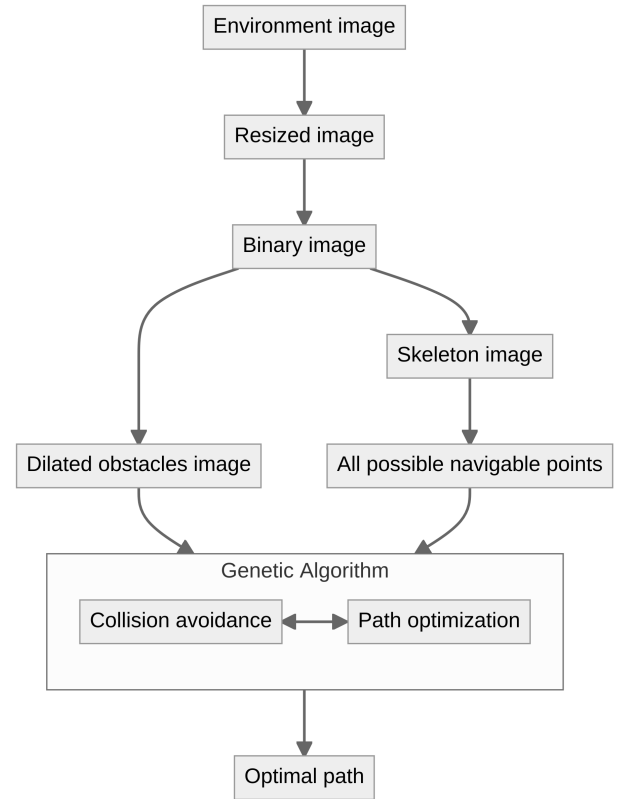 Environment image
Resized image
Binary image
Skeleton image
Dilated obstacles image
All possible navigable points
Genetic Algorithm
Collision avoidance
Path optimization
Optimal path